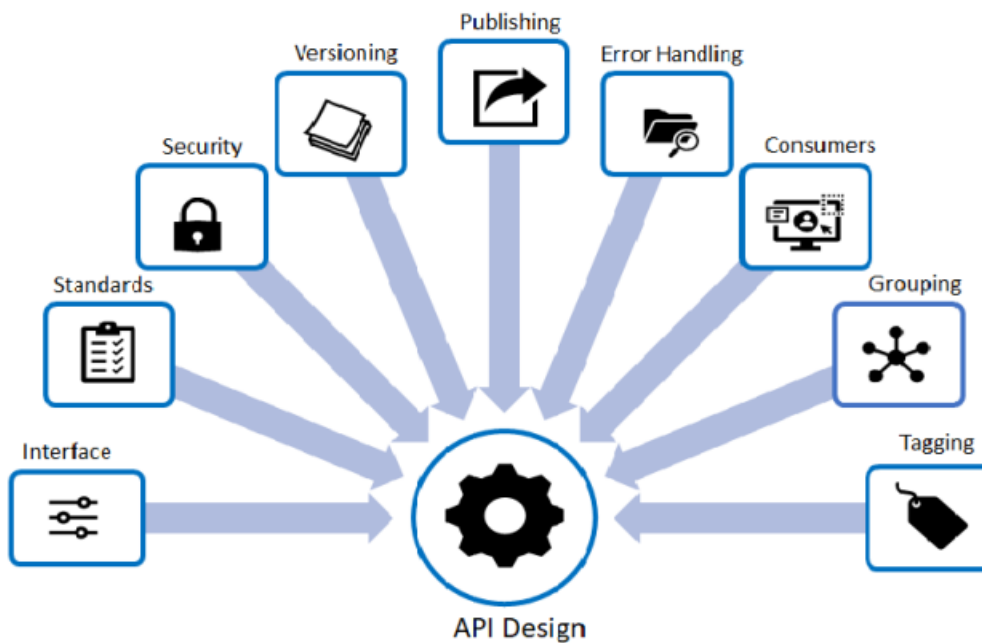 Publishing
Versioning
Error Handling
Security
Consumers
Standards
Grouping
Interface
Tagging
API Design